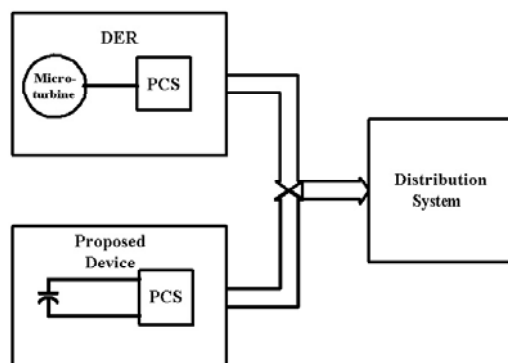 DER
Micro-
turbine
PCS
Distribution
System
Proposed
Device
PCS